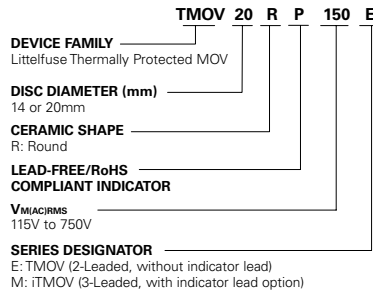 TMOV 20 R P 150 E
DEVICE FAMILY
Littelfuse Thermally Protected MOV
DISC DIAMETER (mm)
14 or 20mm
CERAMIC SHAPE
R: Round
LEAD-FREE/RoHS
COMPLIANT INDICATOR
VM(AC)RMS
115V to 750V
SERIES DESIGNATOR
E: TMOV (2-Leaded, without indicator lead)
M: iTMOV (3-Leaded, with indicator lead option)